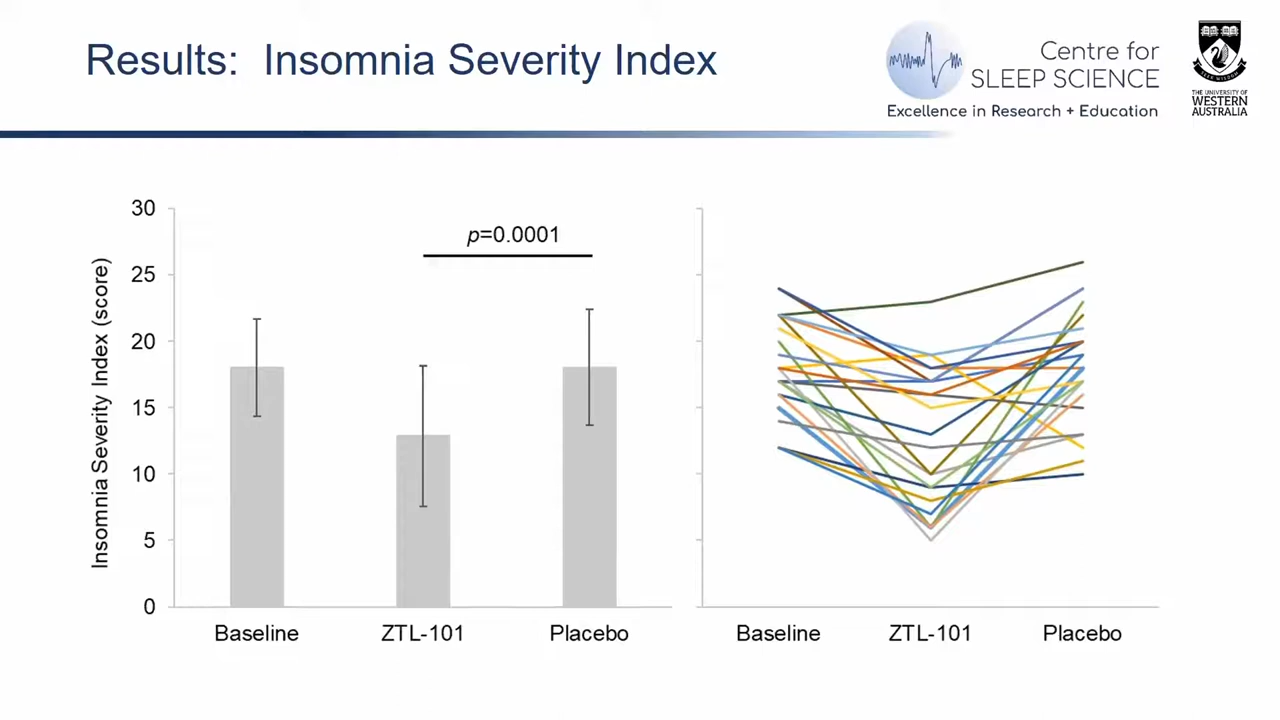 Results: Insomnia Severity Index
Centre for
SLEEP SCIENCE
Excellence in Research + Education
THE UNIVERSITY OF
WESTERN
AUSTRALIA
30
25
20
15
10
5
0
Insomnia Severity Index (score)
p=0.0001
Baseline
ZTL-101
Placebo
Baseline
ZTL-101
Placebo